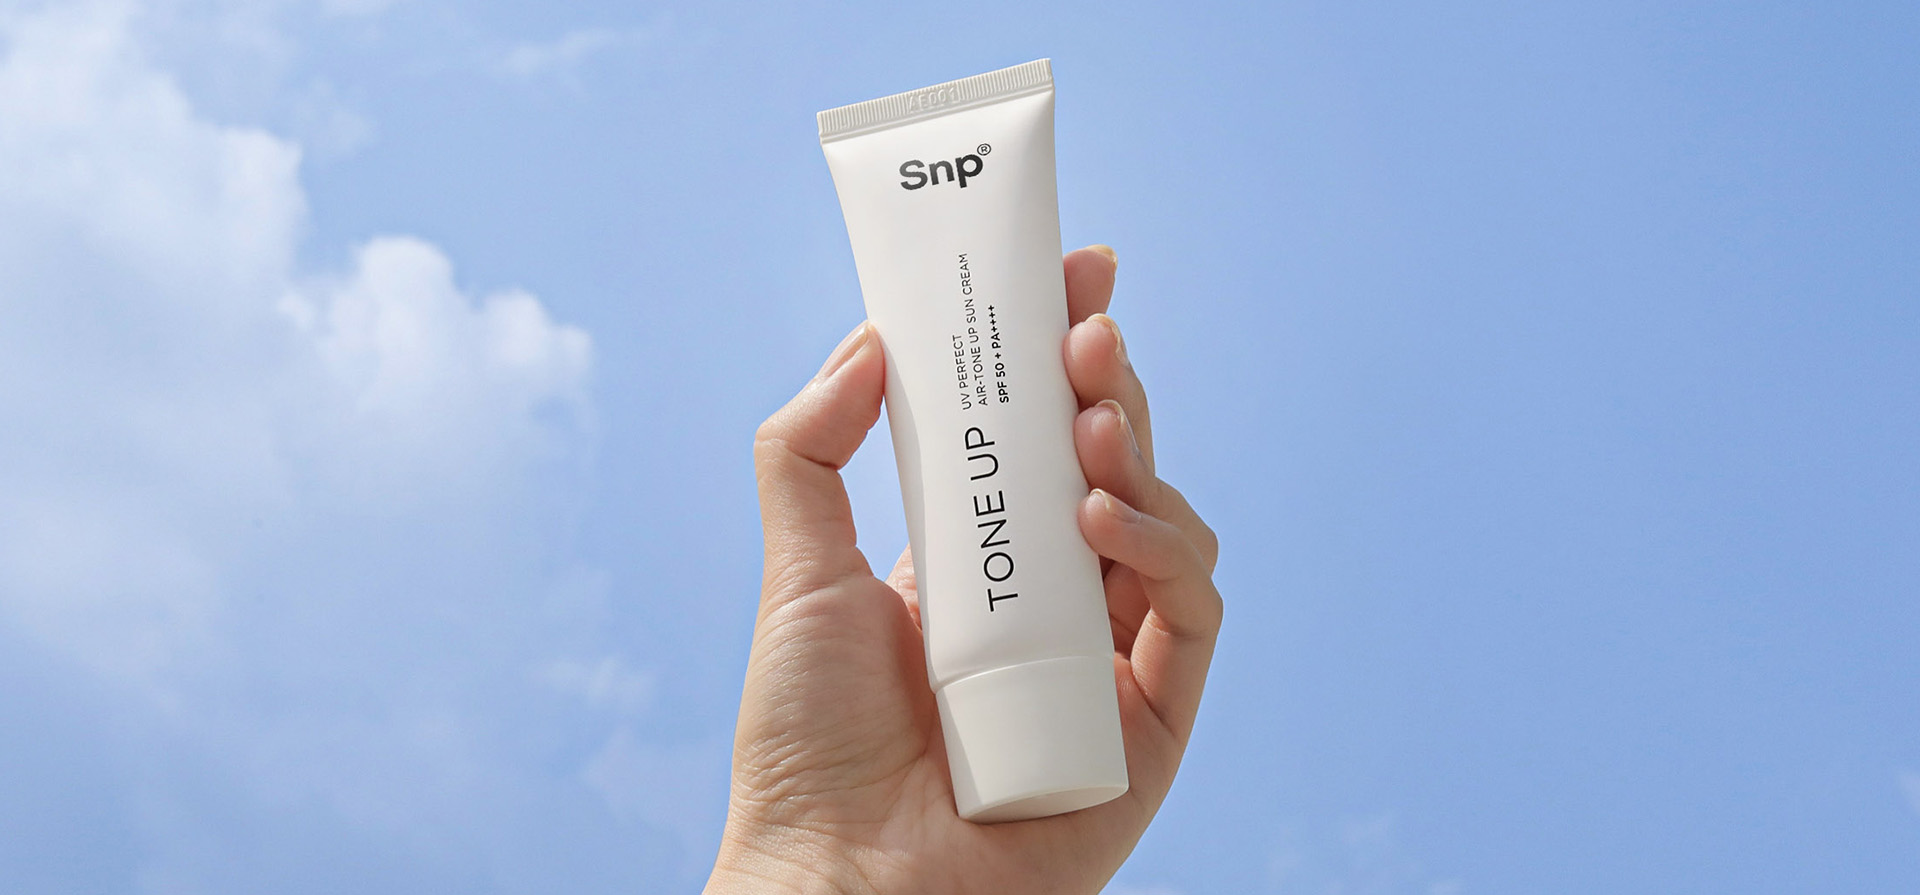 Snp®
TONE UP
UV PERFECT
AIR-TONE UP SUN CREAM
SPF 50 + PA++++